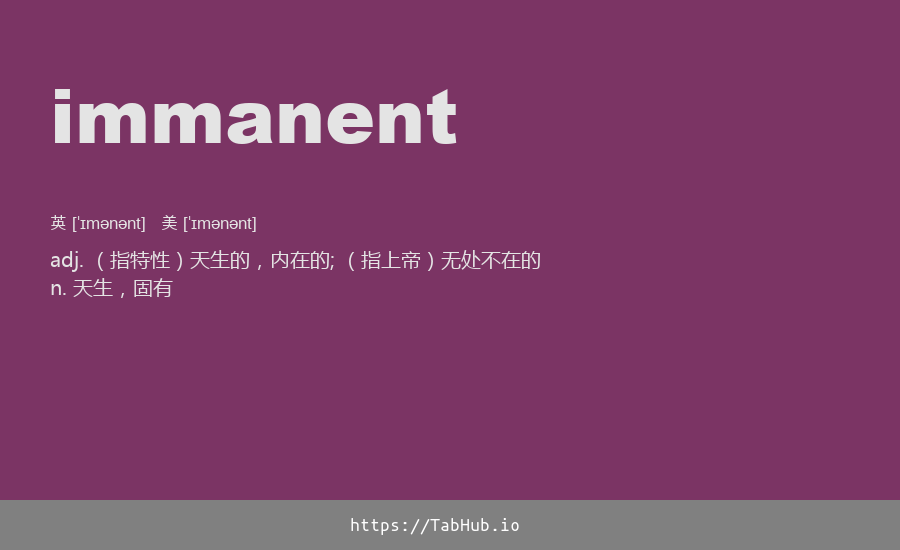 immanent
英 [ˈɪmənənt]   美 [ˈɪmənənt]
adj. （指特性）天生的，内在的; （指上帝）无处不在的
n. 天生，固有
https://TabHub.io